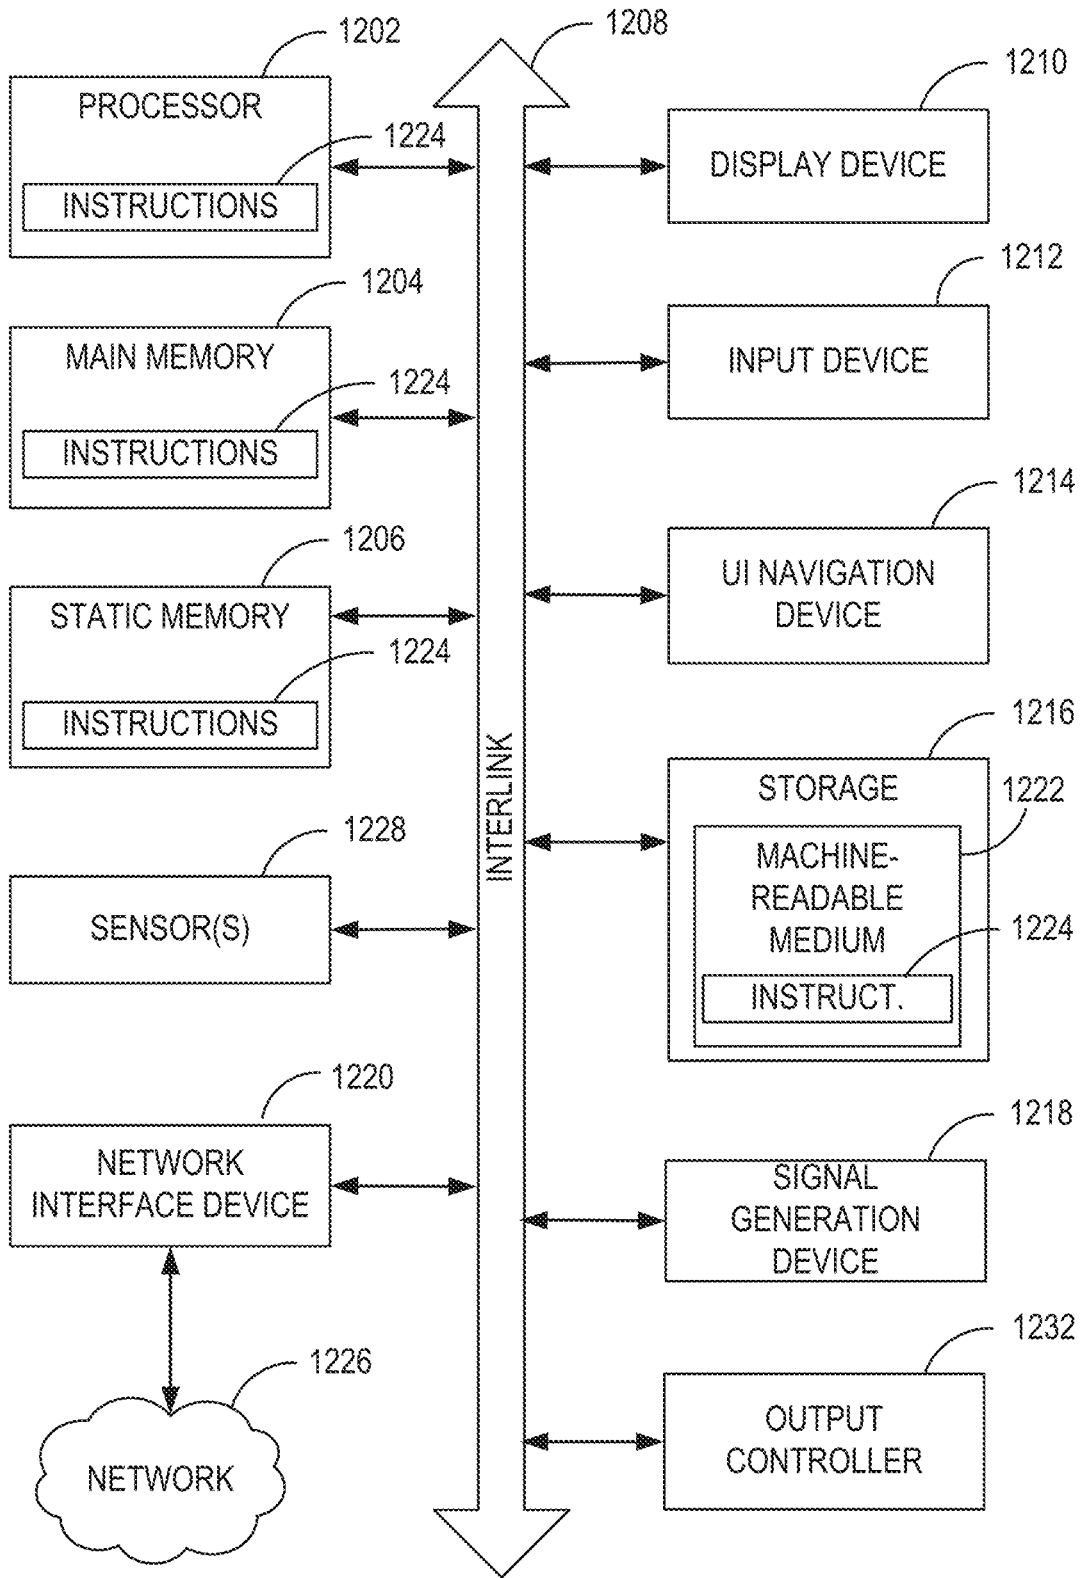 1202
PROCESSOR
1224
INSTRUCTIONS
1204
MAIN MEMORY
1224
INSTRUCTIONS
1206
STATIC MEMORY
1224
INSTRUCTIONS
1228
SENSOR(S)
1220
NETWORK
INTERFACE DEVICE
1226
NETWORK
1208
INTERLINK
1210
DISPLAY DEVICE
1212
INPUT DEVICE
1214
UI NAVIGATION
DEVICE
1216
STORAGE
1222
MACHINE-
READABLE
MEDIUM
1224
INSTRUCT.
1218
SIGNAL
GENERATION
DEVICE
1232
OUTPUT
CONTROLLER